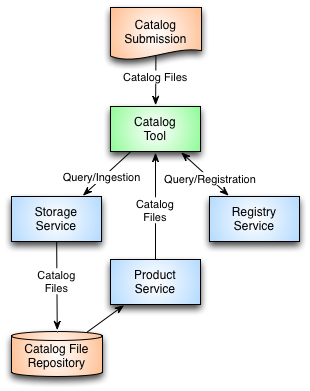 Catalog
Submission
Catalog Files
Catalog
Tool
Query/Ingestion
Query/Registration
Catalog
Files
Storage
Service
Registry
Service
Catalog
Files
Product
Service
Catalog File
Repository